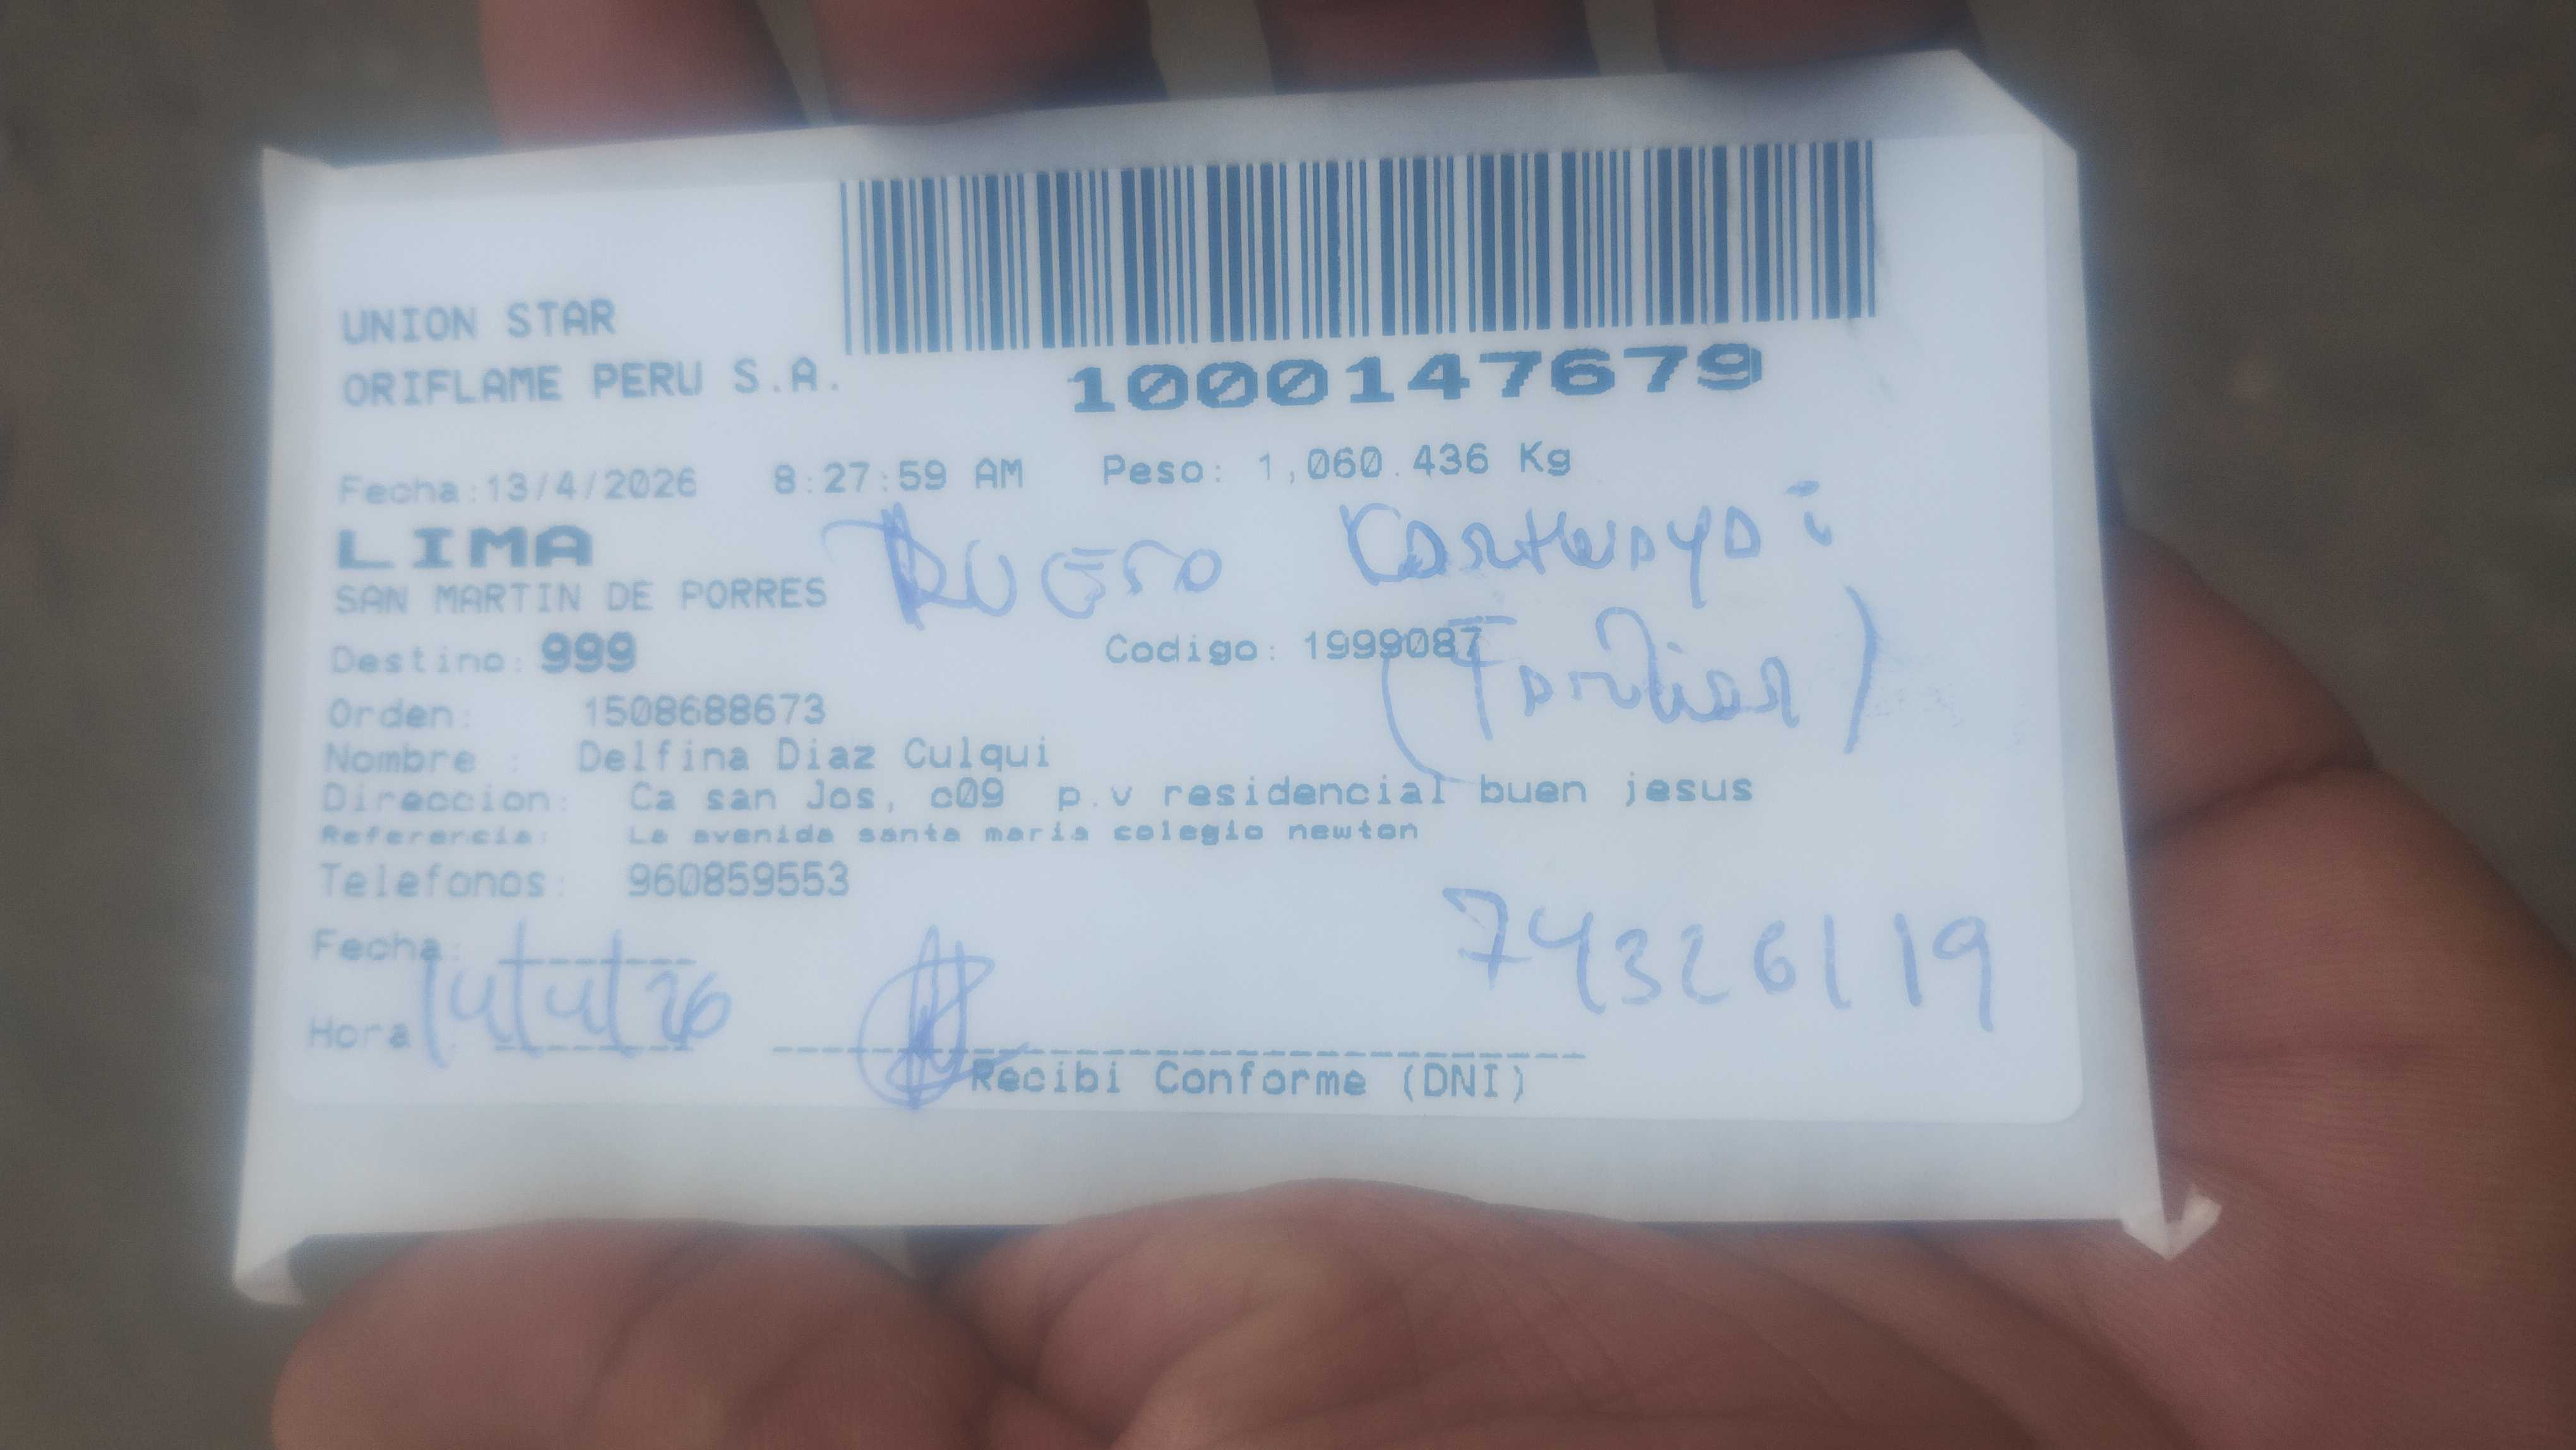 UNION STAR
ORIFLAME PERU S.A.
1000147679
Fecha:13/4/2026 8:27:59 AM Peso: 1,060.436 Kg
LIMA
SAN MARTIN DE PORRES
Destino: 999 Codigo: 1999087
(Familiar)
Orden: 1508688673
Nombre : Delfina Diaz Culqui
Direccion: Ca san Jos, c09 p.v residencial buen jesus
Referencia: La avenida santa maria colegio newton
Telefonos: 960859553
74326119
Fecha:
14/4/26
Hora
Recibi Conforme (DNI)